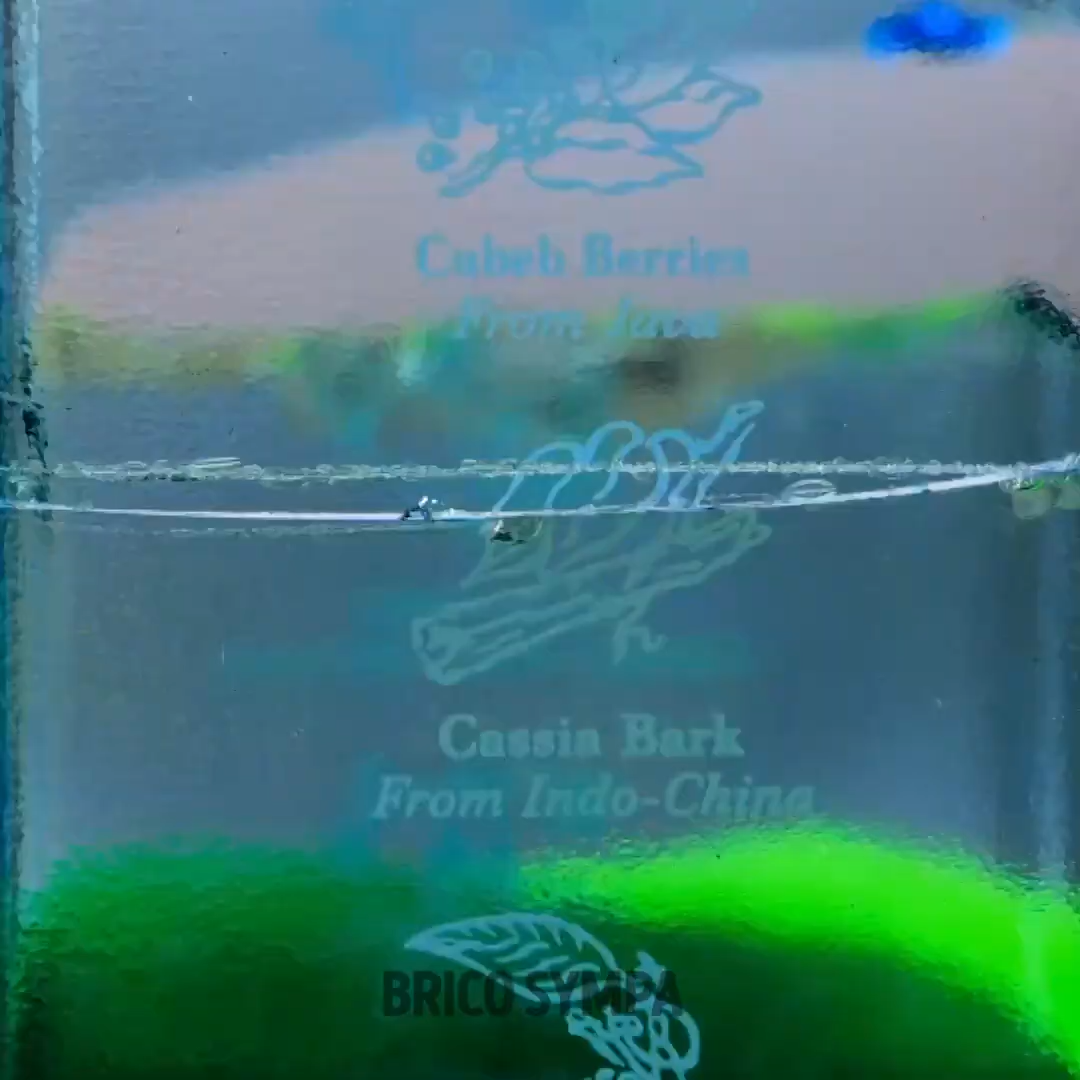 Cubeb Berries
From Java
Cassia Bark
From Indo-China
BRICO SYMPA